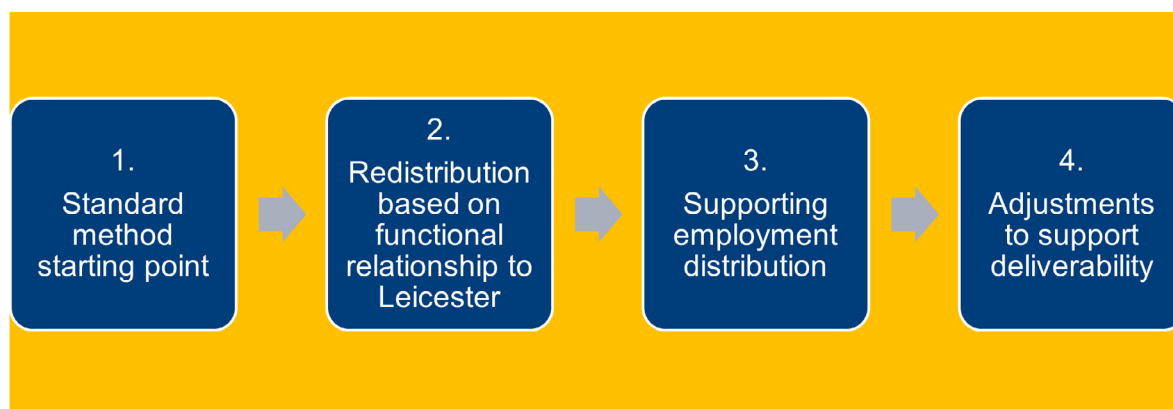 1.
Standard
method
starting point
2.
Redistribution
based on
functional
relationship to
Leicester
3.
Supporting
employment
distribution
4.
Adjustments
to support
deliverability